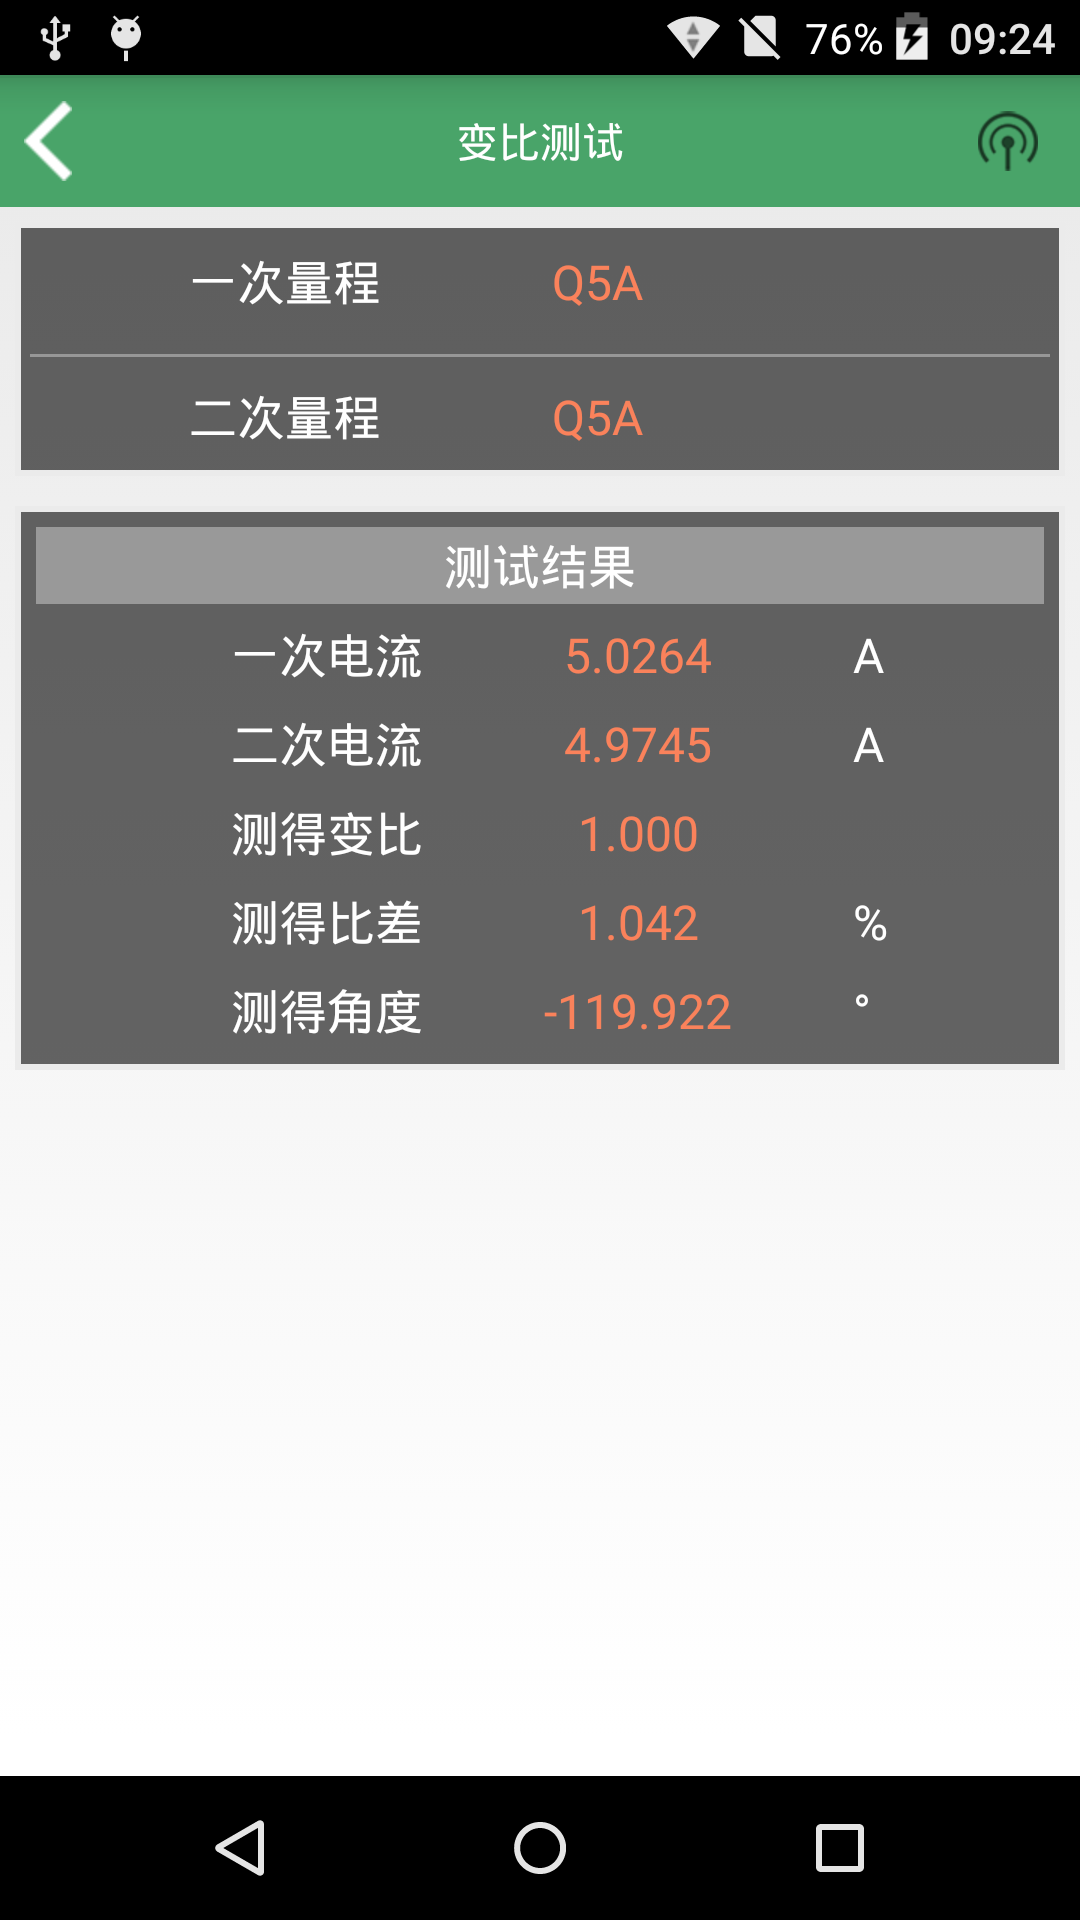 76% 09:24
变比测试
一次量程 Q5A
二次量程 Q5A
测试结果
一次电流 5.0264 A
二次电流 4.9745 A
测得变比 1.000
测得比差 1.042 %
测得角度 -119.922 °